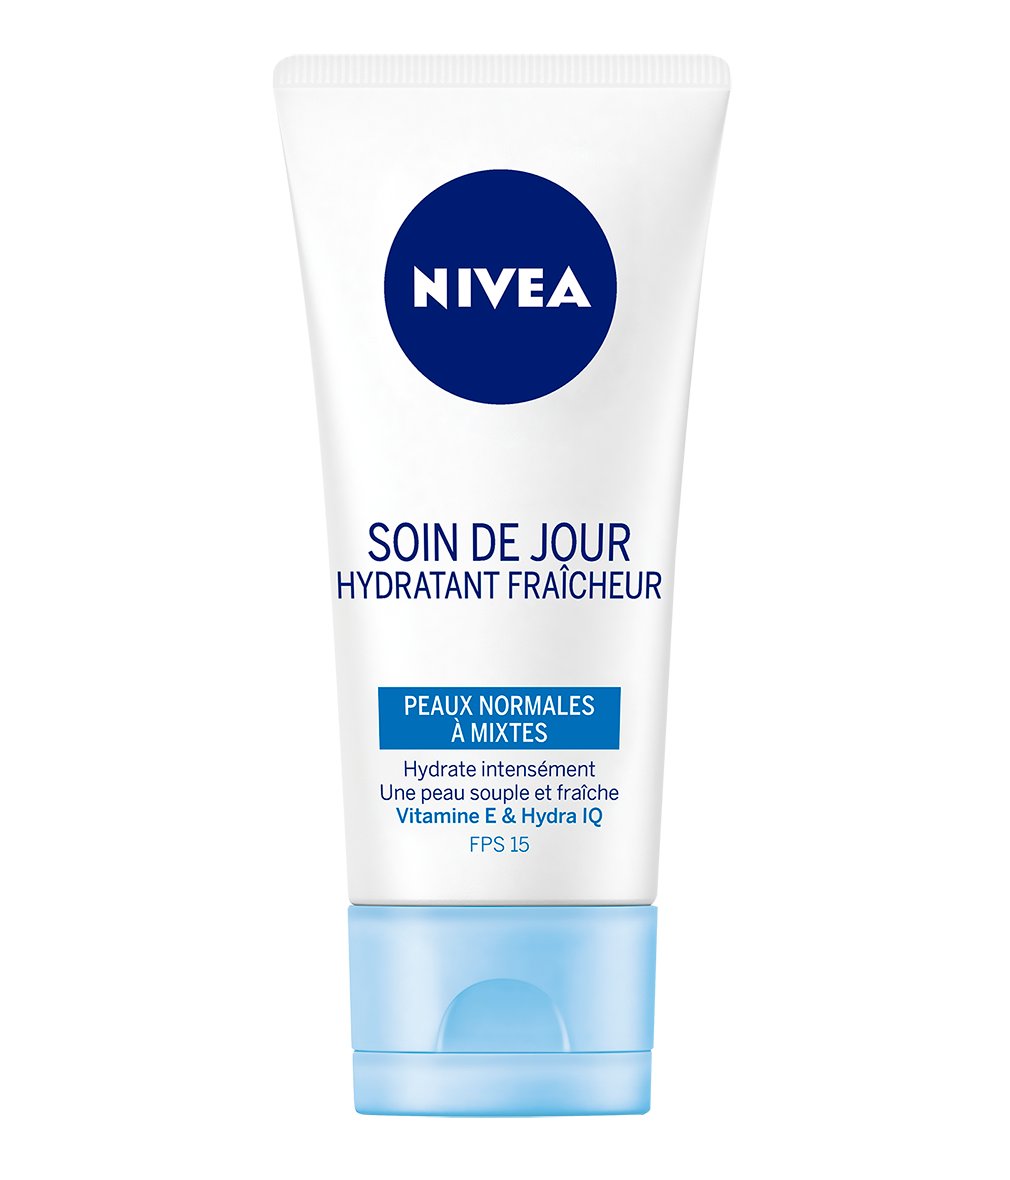 NIVEA
SOIN DE JOUR
HYDRATANT FRAÎCHEUR
PEAUX NORMALES
À MIXTES
Hydrate intensément
Une peau souple et fraîche
Vitamine E & Hydra IQ
FPS 15